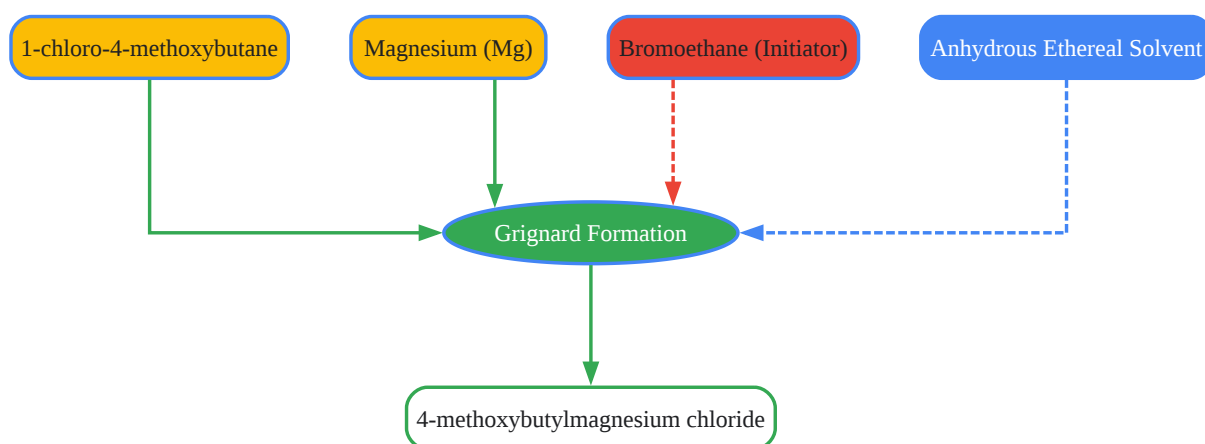 1-chloro-4-methoxybutane
Magnesium (Mg)
Bromoethane (Initiator)
Anhydrous Ethereal Solvent
Grignard Formation
4-methoxybutylmagnesium chloride